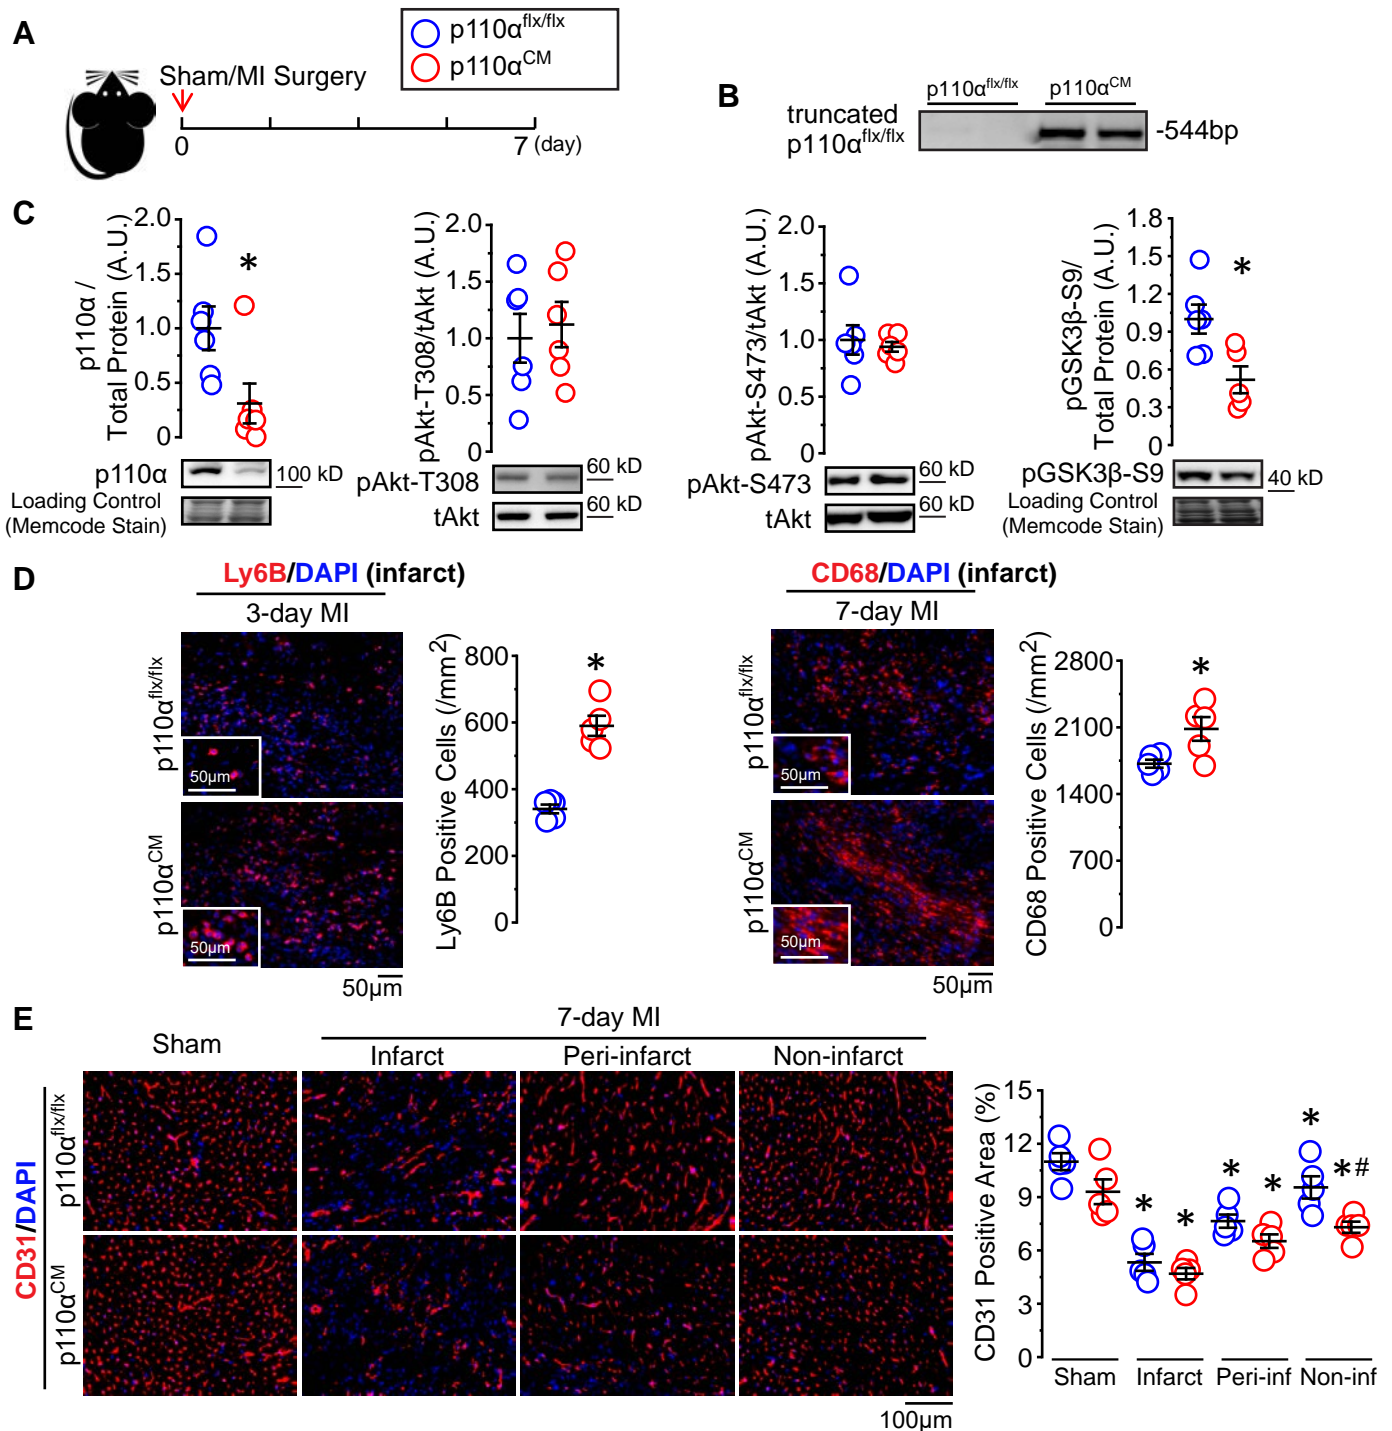 A
p110α^flx/flx
p110α^CM
Sham/MI Surgery
0
7 (day)
B
p110α^flx/flx
p110α^CM
truncated
p110α^flx/flx
-544bp
C
p110α /
Total Protein (A.U.)
2.0
1.5
1.0
0.5
0
*
p110α
100 kD
Loading Control
(Memcode Stain)
pAkt-T308/tAkt (A.U.)
2.0
1.5
1.0
0.5
0
pAkt-T308
60 kD
tAkt
60 kD
pAkt-S473/tAkt (A.U.)
2.0
1.5
1.0
0.5
0
pAkt-S473
60 kD
tAkt
60 kD
pGSK3β-S9/
Total Protein (A.U.)
1.8
1.5
1.2
0.9
0.6
0.3
0
*
pGSK3β-S9
40 kD
Loading Control
(Memcode Stain)
D
Ly6B/DAPI (infarct)
3-day MI
p110α^flx/flx
50µm
p110α^CM
50µm
50µm
Ly6B Positive Cells (/mm^2)
800
600
400
200
0
*
CD68/DAPI (infarct)
7-day MI
p110α^flx/flx
50µm
p110α^CM
50µm
50µm
CD68 Positive Cells (/mm^2)
2800
2100
1400
700
0
*
E
7-day MI
Sham
Infarct
Peri-infarct
Non-infarct
CD31/DAPI
p110α^flx/flx
p110α^CM
100µm
CD31 Positive Area (%)
15
12
9
6
3
0
*
*
*
*
*
*#
Sham
Infarct
Peri-inf
Non-inf